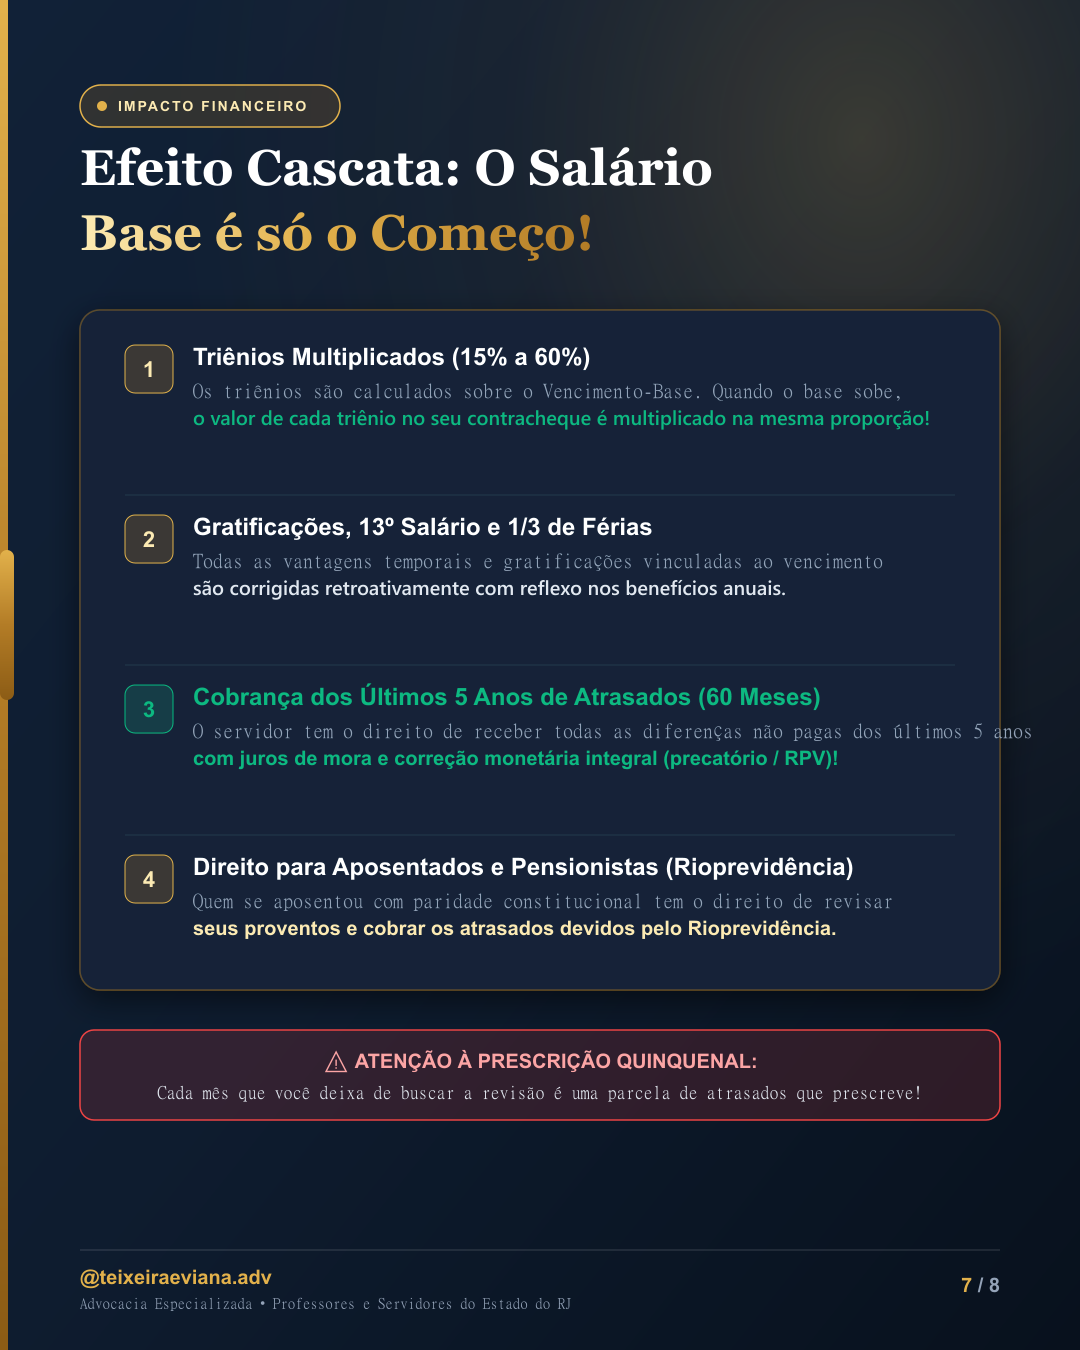 IMPACTO FINANCEIRO
Efeito Cascata: O Salário
Base é só o Começo!
1
Triênios Multiplicados (15% a 60%)
Os triênios são calculados sobre o Vencimento-Base. Quando o base sobe,
o valor de cada triênio no seu contracheque é multiplicado na mesma proporção!
2
Gratificações, 13º Salário e 1/3 de Férias
Todas as vantagens temporais e gratificações vinculadas ao vencimento
são corrigidas retroativamente com reflexo nos benefícios anuais.
3
Cobrança dos Últimos 5 Anos de Atrasados (60 Meses)
O servidor tem o direito de receber todas as diferenças não pagas dos últimos 5 anos
com juros de mora e correção monetária integral (precatório / RPV)!
4
Direito para Aposentados e Pensionistas (Rioprevidência)
Quem se aposentou com paridade constitucional tem o direito de revisar
seus proventos e cobrar os atrasados devidos pelo Rioprevidência.
⚠ ATENÇÃO À PRESCRIÇÃO QUINQUENAL:
Cada mês que você deixa de buscar a revisão é uma parcela de atrasados que prescreve!
@teixeiraeviana.adv
Advocacia Especializada • Professores e Servidores do Estado do RJ
7 / 8